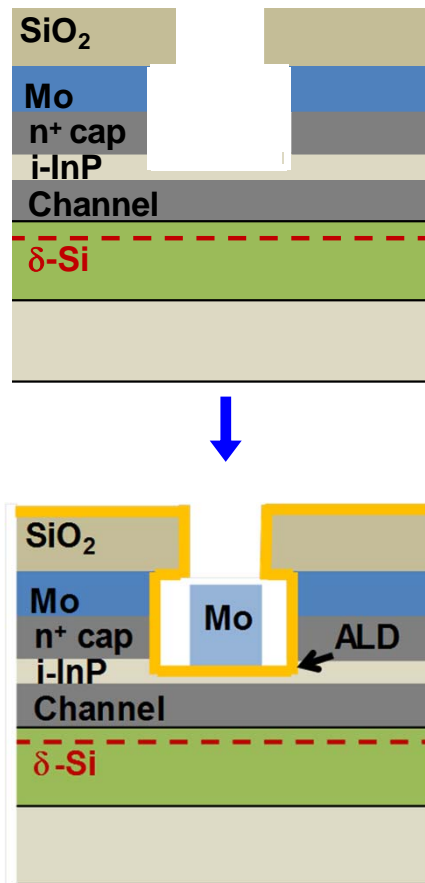 SiO₂
Mo
n⁺ cap
i-InP
Channel
δ-Si
SiO₂
Mo
Mo
n⁺ cap
ALD
i-InP
Channel
δ-Si